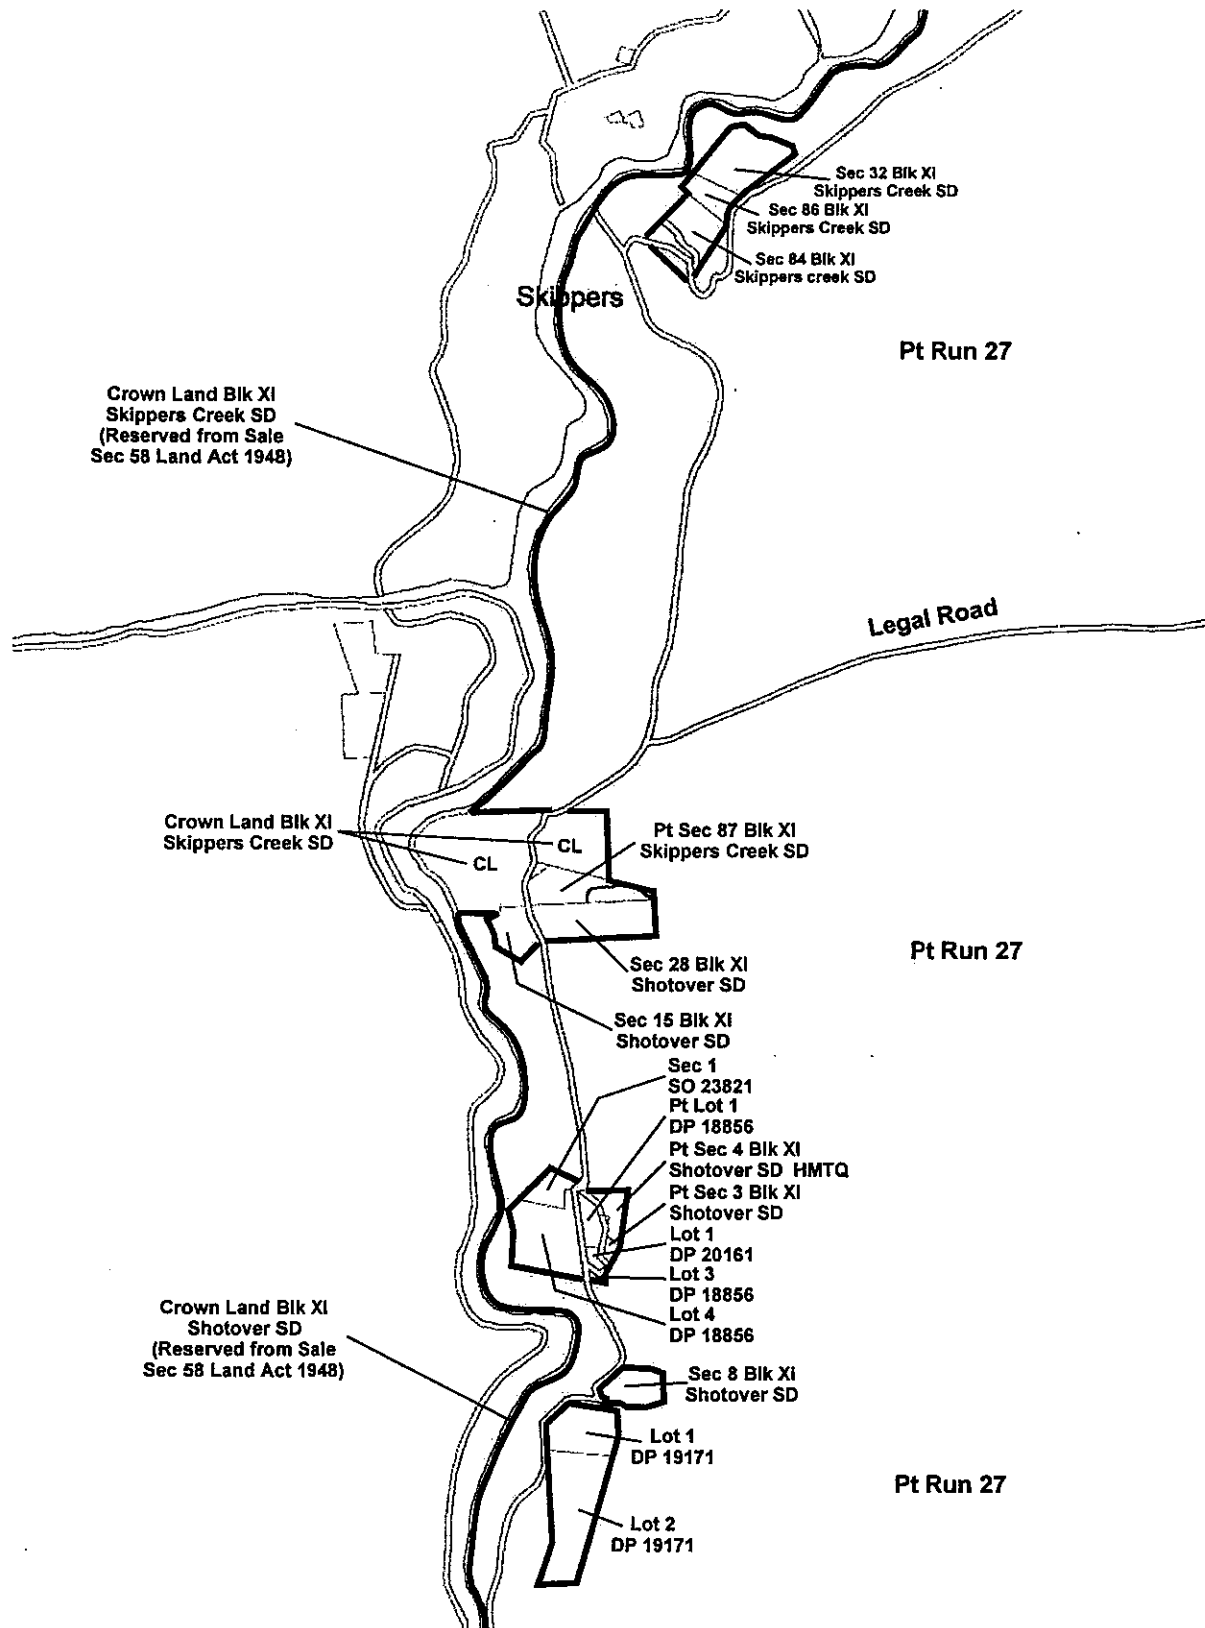 Sec 32 Blk XI
Skippers Creek SD
Sec 86 Blk XI
Skippers Creek SD
Sec 84 Blk XI
Skippers creek SD
Skippers
Pt Run 27
Crown Land Blk XI
Skippers Creek SD
(Reserved from Sale
Sec 58 Land Act 1948)
Legal Road
Crown Land Blk XI
Skippers Creek SD
CL
CL
Pt Sec 87 Blk XI
Skippers Creek SD
Pt Run 27
Sec 28 Blk XI
Shotover SD
Sec 15 Blk XI
Shotover SD
Sec 1
SO 23821
Pt Lot 1
DP 18856
Pt Sec 4 Blk XI
Shotover SD HMTQ
Pt Sec 3 Blk XI
Shotover SD
Lot 1
DP 20161
Lot 3
DP 18856
Lot 4
DP 18856
Crown Land Blk XI
Shotover SD
(Reserved from Sale
Sec 58 Land Act 1948)
Sec 8 Blk Xi
Shotover SD
Lot 1
DP 19171
Pt Run 27
Lot 2
DP 19171